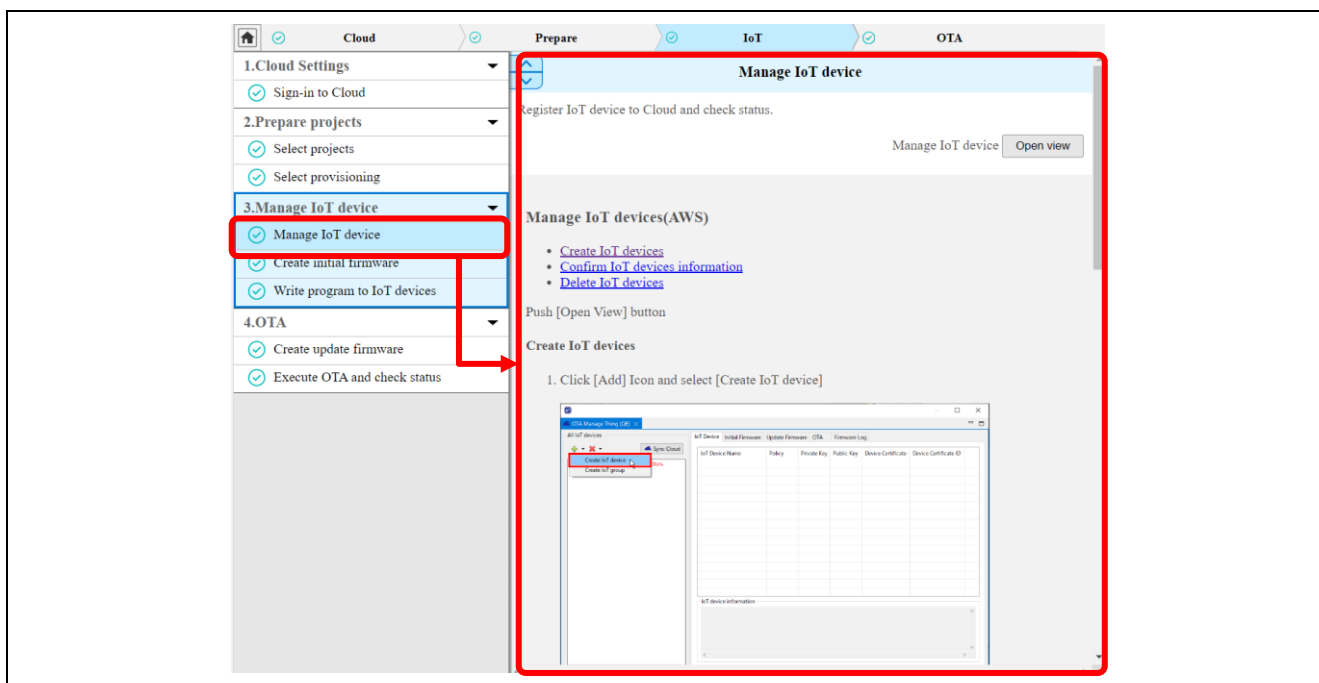 Cloud
Prepare
IoT
OTA
1.Cloud Settings
Sign-in to Cloud
2.Prepare projects
Select projects
Select provisioning
3.Manage IoT device
Manage IoT device
Create initial firmware
Write program to IoT devices
4.OTA
Create update firmware
Execute OTA and check status
Manage IoT device
Register IoT device to Cloud and check status.
Manage IoT device Open view
Manage IoT devices(AWS)
• Create IoT devices
• Confirm IoT devices information
• Delete IoT devices
Push [Open View] button
Create IoT devices
1. Click [Add] Icon and select [Create IoT device]
OTA Manage Thing
All IoT devices
Sync Cloud
Create IoT device
Create IoT group
IoT Device Initial Firmware Update Firmware OTA Firmware Log
IoT Device Name Policy Private Key Public Key Device Certificate Device Certificate ID
IoT device information